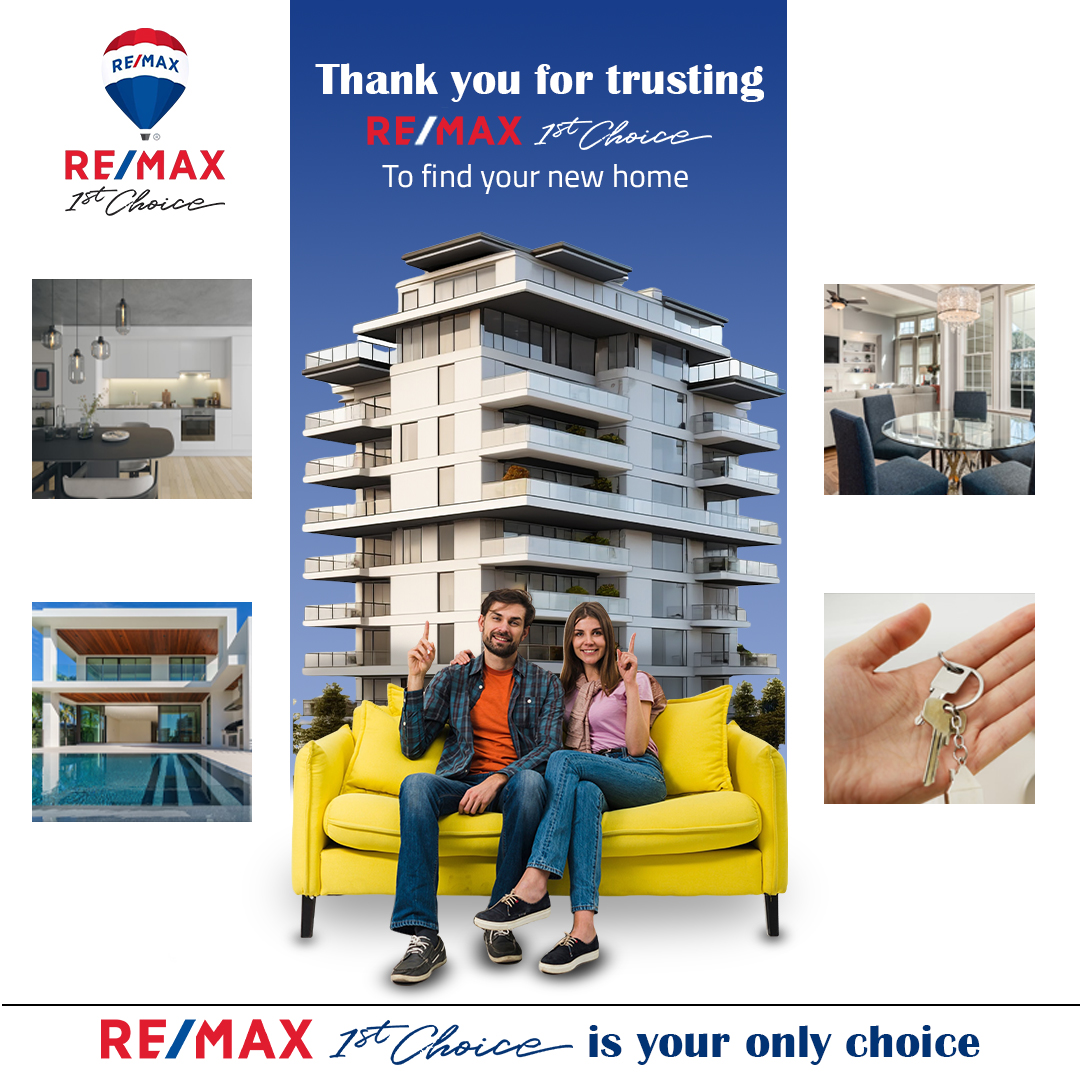 RE/MAX
®
RE/MAX
1st Choice
Thank you for trusting
RE/MAX 1st Choice
To find your new home
RE/MAX 1st Choice is your only choice